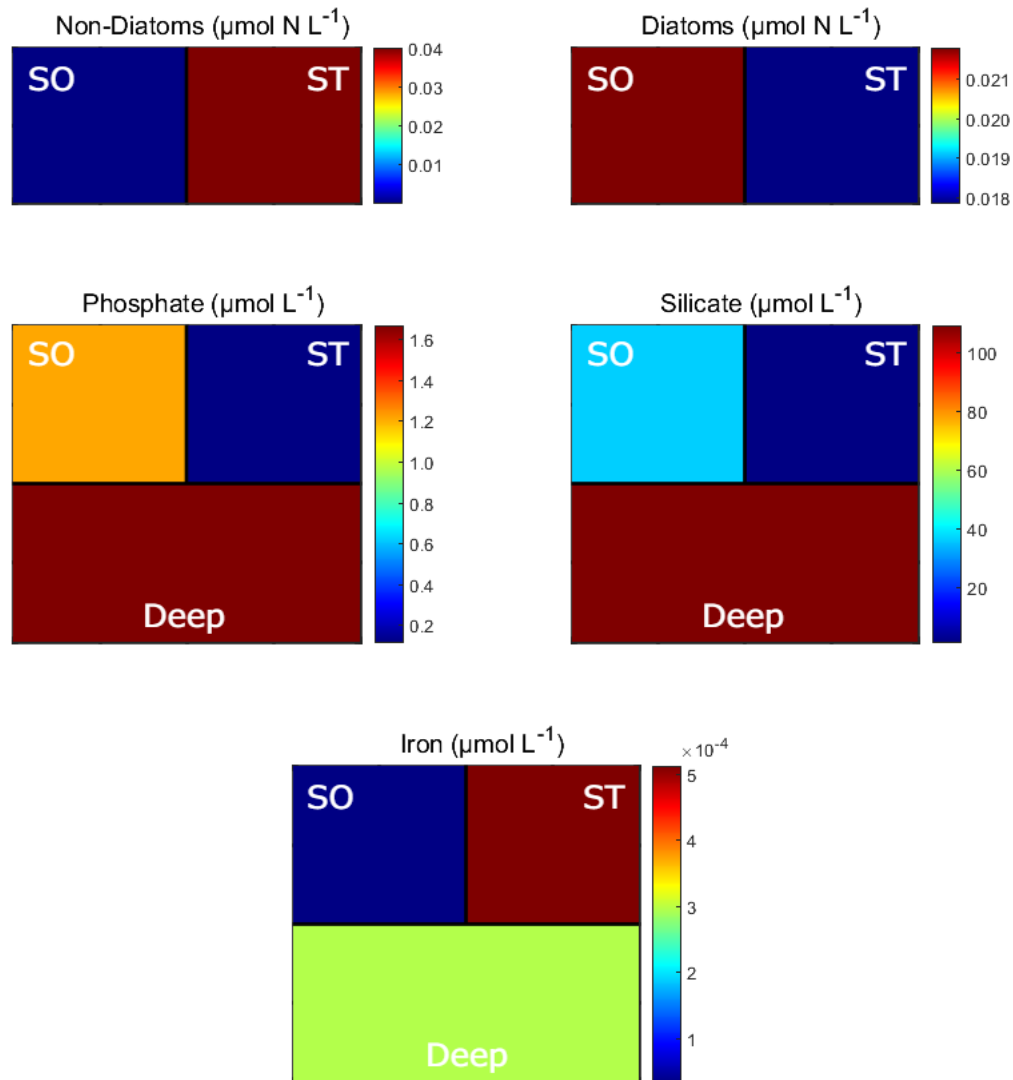 Non-Diatoms (µmol N L⁻¹)
SO
ST
0.04
0.03
0.02
0.01
Diatoms (µmol N L⁻¹)
SO
ST
0.021
0.020
0.019
0.018
Phosphate (µmol L⁻¹)
SO
ST
Deep
1.6
1.4
1.2
1.0
0.8
0.6
0.4
0.2
Silicate (µmol L⁻¹)
SO
ST
Deep
100
80
60
40
20
Iron (µmol L⁻¹)
SO
ST
Deep
×10⁻⁴
5
4
3
2
1